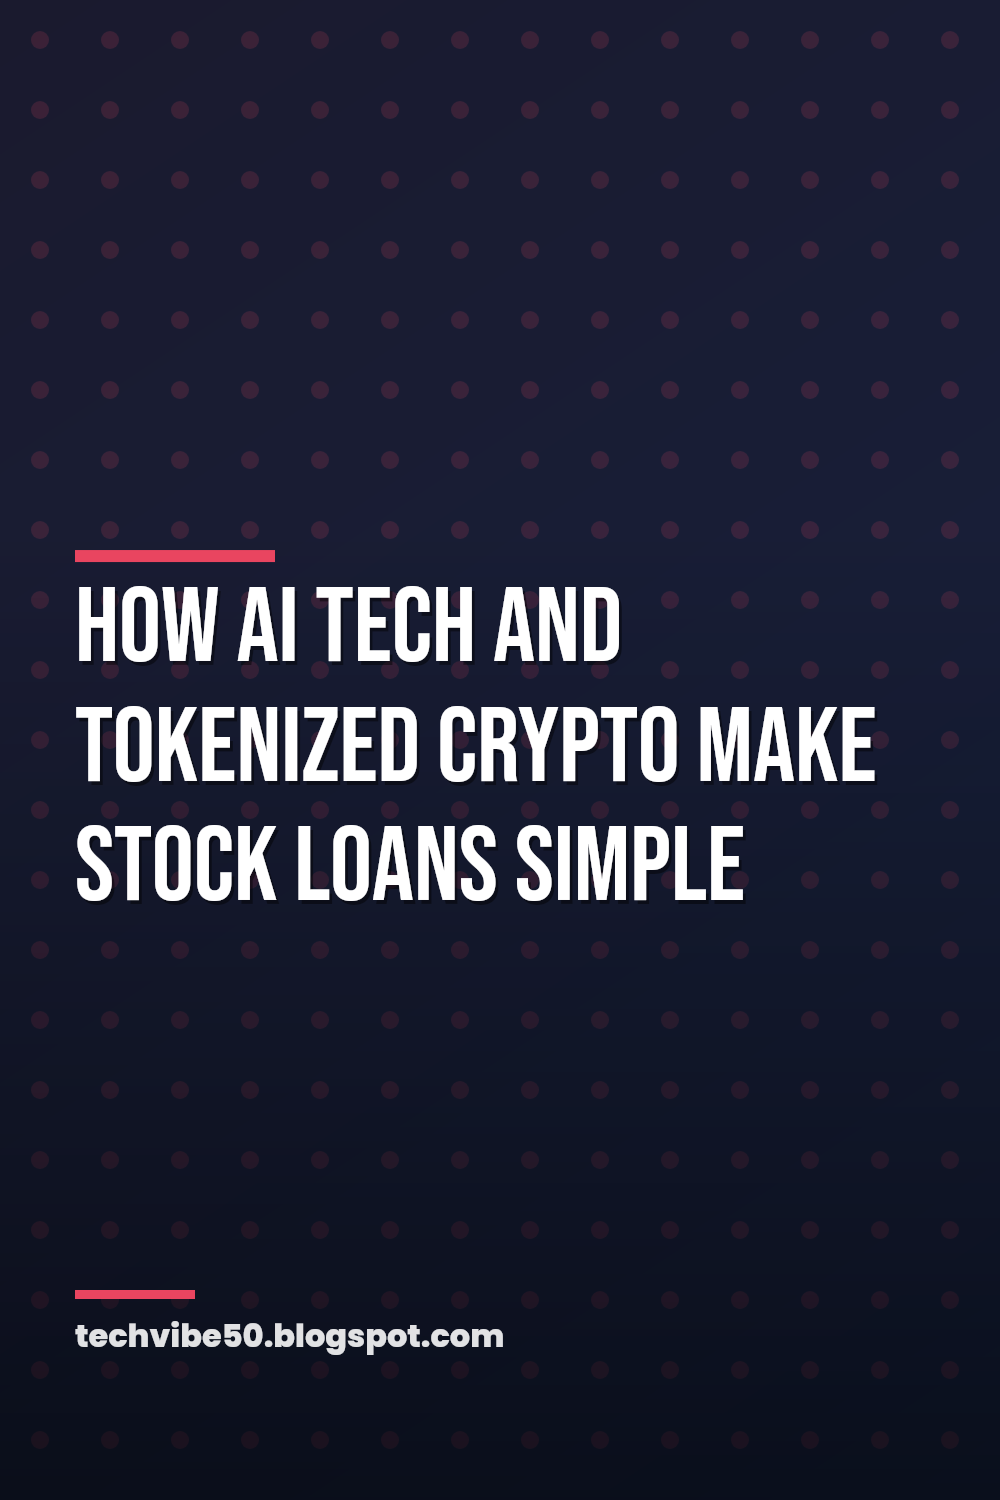 HOW AI TECH AND
TOKENIZED CRYPTO MAKE
STOCK LOANS SIMPLE
techvibe50.blogspot.com